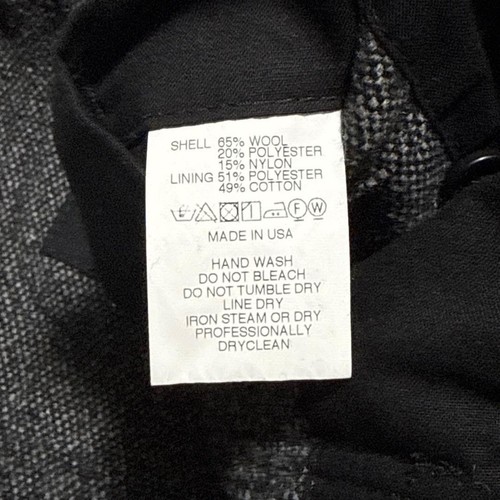 SHELL 65% WOOL
20% POLYESTER
15% NYLON
LINING 51% POLYESTER
49% COTTON
F W
MADE IN USA
HAND WASH
DO NOT BLEACH
DO NOT TUMBLE DRY
LINE DRY
IRON STEAM OR DRY
PROFESSIONALLY
DRYCLEAN